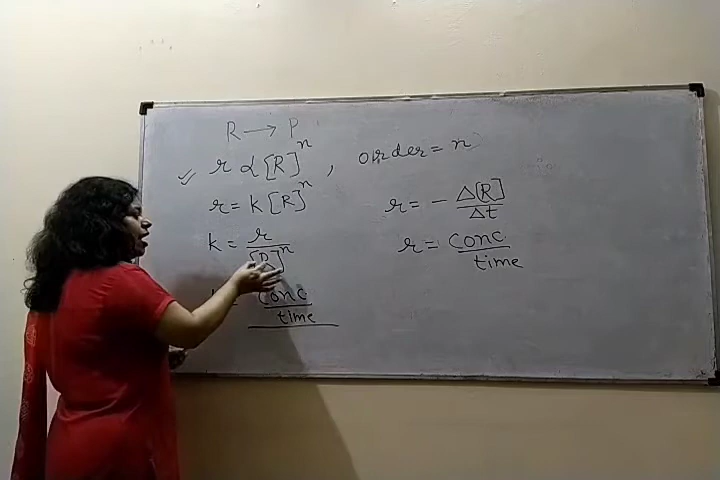 R → P
r α [R]^n , order = n
r = k [R]^n
k = r / [R]^n
conc / time
r = - Δ[R] / Δt
r = conc / time